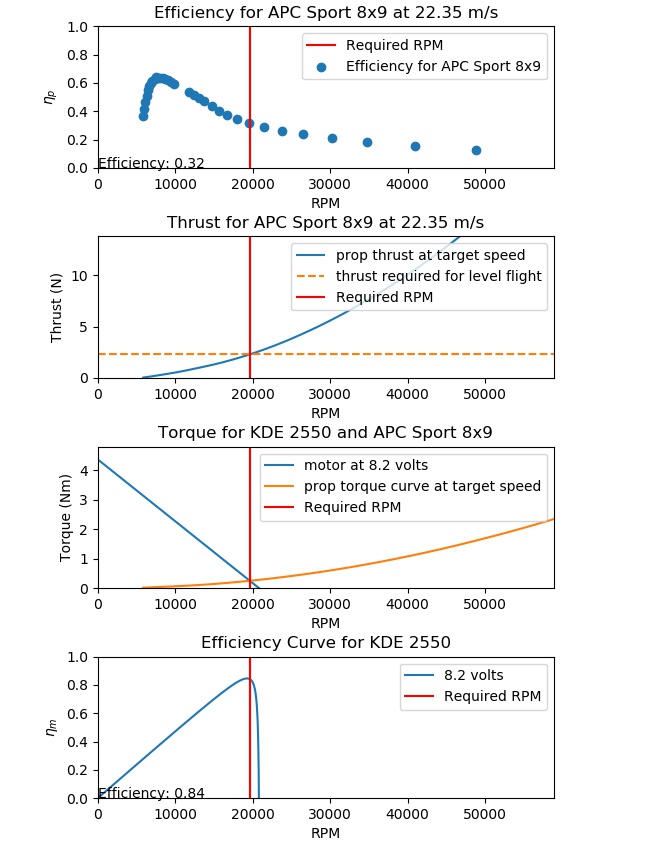 Efficiency for APC Sport 8x9 at 22.35 m/s
1.0
0.8
0.6
0.4
0.2
0.0
ηp
Required RPM
Efficiency for APC Sport 8x9
Efficiency: 0.32
0 10000 20000 30000 40000 50000
RPM
Thrust for APC Sport 8x9 at 22.35 m/s
10
5
0
Thrust (N)
prop thrust at target speed
thrust required for level flight
Required RPM
0 10000 20000 30000 40000 50000
RPM
Torque for KDE 2550 and APC Sport 8x9
4
3
2
1
0
Torque (Nm)
motor at 8.2 volts
prop torque curve at target speed
Required RPM
0 10000 20000 30000 40000 50000
RPM
Efficiency Curve for KDE 2550
1.0
0.8
0.6
0.4
0.2
0.0
ηm
8.2 volts
Required RPM
Efficiency: 0.84
0 10000 20000 30000 40000 50000
RPM